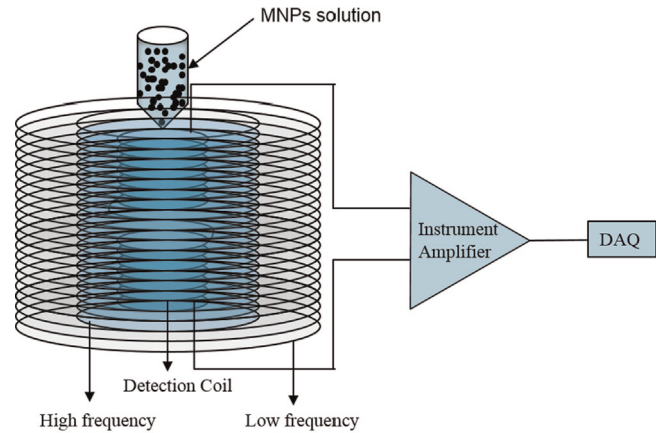 MNPs solution
Instrument
Amplifier
DAQ
Detection Coil
High frequency
Low frequency